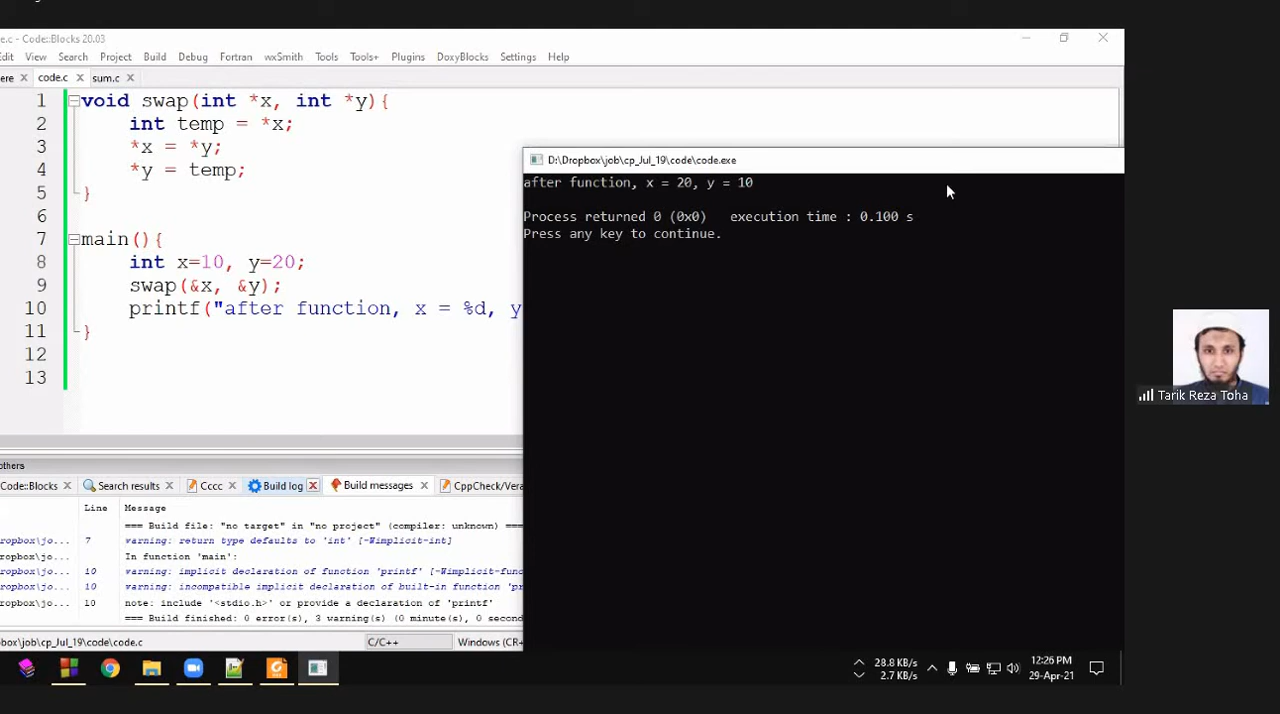 e.c - Code::Blocks 20.03
Edit View Search Project Build Debug Fortran wxSmith Tools Tools+ Plugins DoxyBlocks Settings Help
ere code.c sum.c
1 void swap(int *x, int *y){
2 int temp = *x;
3 *x = *y;
4 *y = temp;
5 }
6
7 main(){
8 int x=10, y=20;
9 swap(&x, &y);
10 printf("after function, x = %d, y
11 }
12
13
D:\Dropbox\job\cp_Jul_19\code\code.exe
after function, x = 20, y = 10
Process returned 0 (0x0) execution time : 0.100 s
Press any key to continue.
Tarik Reza Toha
others
Code::Blocks Search results Cccc Build log Build messages CppCheck/Vera
Line Message
=== Build file: "no target" in "no project" (compiler: unknown) ===
ropbox\jo... 7 warning: return type defaults to 'int' [-Wimplicit-int]
ropbox\jo... In function 'main':
ropbox\jo... 10 warning: implicit declaration of function 'printf' [-Wimplicit-func
ropbox\jo... 10 warning: incompatible implicit declaration of built-in function 'pr
ropbox\jo... 10 note: include '<stdio.h>' or provide a declaration of 'printf'
=== Build finished: 0 error(s), 3 warning(s) (0 minute(s), 0 second
box\job\cp_Jul_19\code\code.c C/C++ Windows (CR+
28.8 KB/s
2.7 KB/s
12:26 PM
29-Apr-21